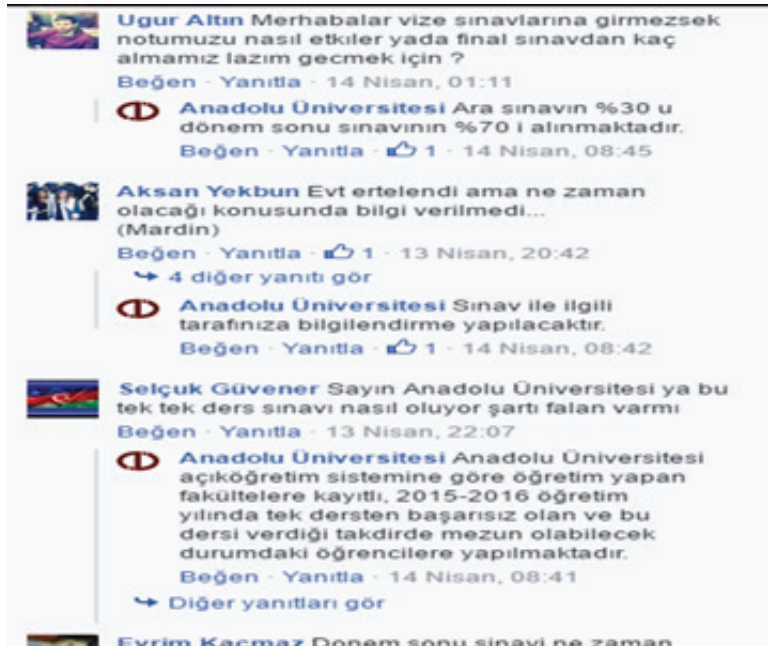 Ugur Altın Merhabalar vize sınavlarına girmezsek
notumuzu nasıl etkiler yada final sınavdan kaç
almamız lazım gecmek için ?
Beğen · Yanıtla · 14 Nisan, 01:11
Anadolu Üniversitesi Ara sınavın %30 u
dönem sonu sınavının %70 i alınmaktadır.
Beğen · Yanıtla · 1 · 14 Nisan, 08:45
Aksan Yekbun Evt ertelendi ama ne zaman
olacağı konusunda bilgi verilmedi...
(Mardin)
Beğen · Yanıtla · 1 · 13 Nisan, 20:42
4 diğer yanıtı gör
Anadolu Üniversitesi Sınav ile ilgili
tarafınıza bilgilendirme yapılacaktır.
Beğen · Yanıtla · 1 · 14 Nisan, 08:42
Selçuk Güvener Sayın Anadolu Üniversitesi ya bu
tek tek ders sınavı nasıl oluyor şartı falan varmı
Beğen · Yanıtla · 13 Nisan, 22:07
Anadolu Üniversitesi Anadolu Üniversitesi
açıköğretim sistemine göre öğretim yapan
fakültelere kayıtlı, 2015-2016 öğretim
yılında tek dersten başarısız olan ve bu
dersi verdiği takdirde mezun olabilecek
durumdaki öğrencilere yapılmaktadır.
Beğen · Yanıtla · 14 Nisan, 08:41
Diğer yanıtları gör
Evrim Kaçmaz Donem sonu sinavi ne zaman